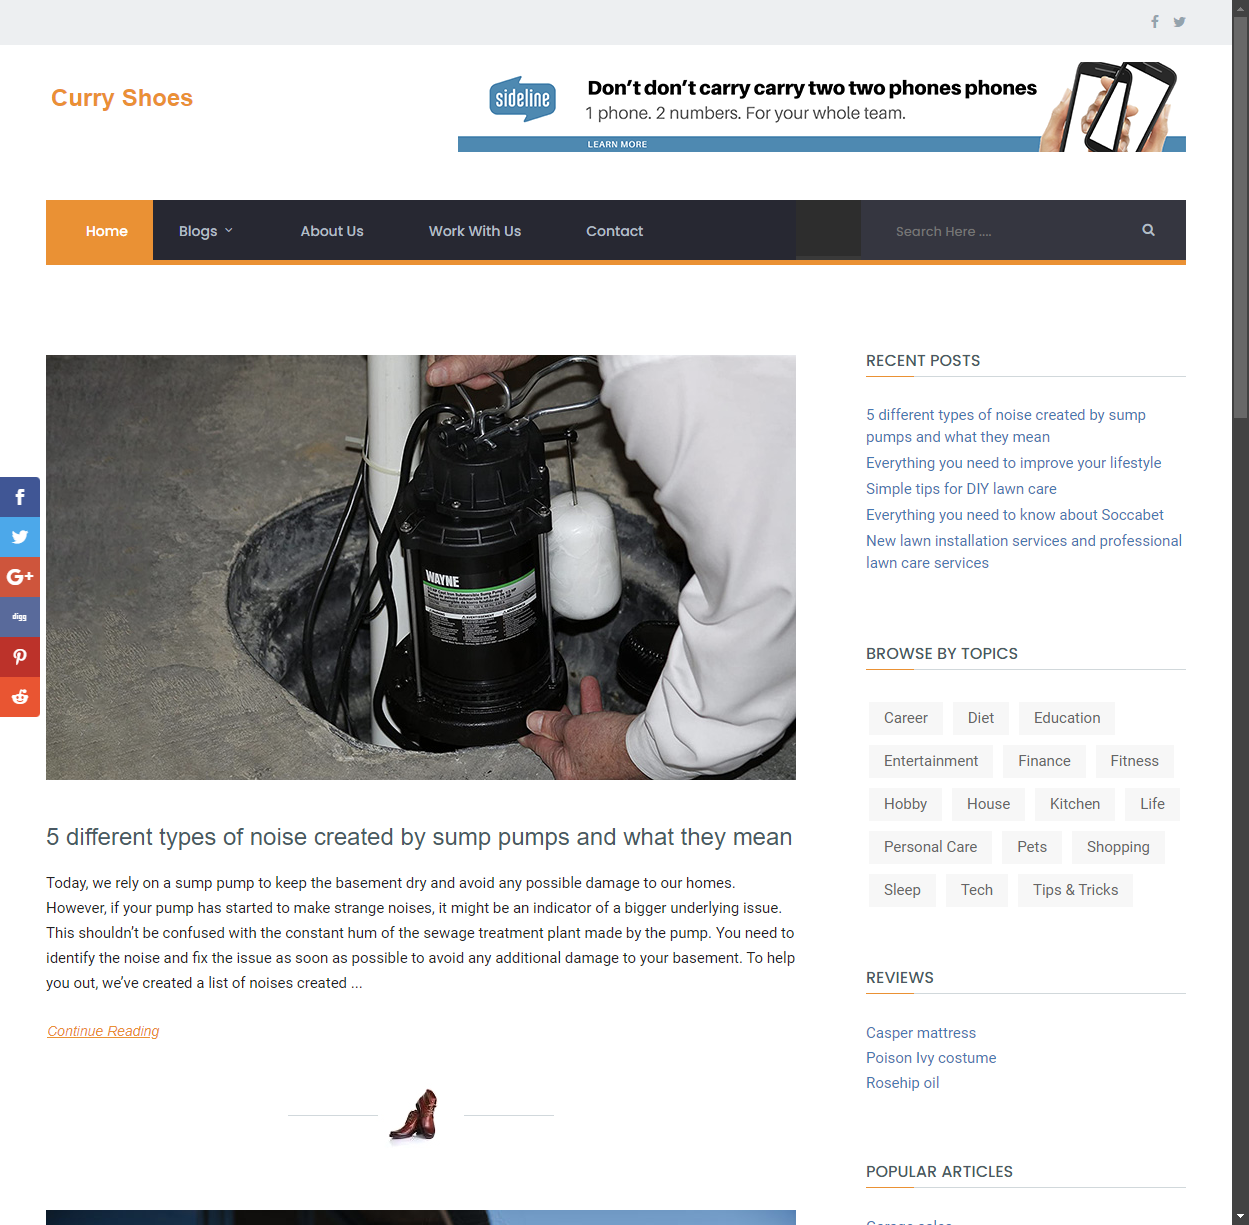 Curry Shoes
sideline
Don't don't carry carry two two phones phones
1 phone. 2 numbers. For your whole team.
LEARN MORE
Home
Blogs
About Us
Work With Us
Contact
Search Here ....
WAYNE
G+
digg
5 different types of noise created by sump pumps and what they mean
Today, we rely on a sump pump to keep the basement dry and avoid any possible damage to our homes.
However, if your pump has started to make strange noises, it might be an indicator of a bigger underlying issue.
This shouldn't be confused with the constant hum of the sewage treatment plant made by the pump. You need to
identify the noise and fix the issue as soon as possible to avoid any additional damage to your basement. To help
you out, we've created a list of noises created ...
Continue Reading
RECENT POSTS
5 different types of noise created by sump
pumps and what they mean
Everything you need to improve your lifestyle
Simple tips for DIY lawn care
Everything you need to know about Soccabet
New lawn installation services and professional
lawn care services
BROWSE BY TOPICS
Career Diet Education
Entertainment Finance Fitness
Hobby House Kitchen Life
Personal Care Pets Shopping
Sleep Tech Tips & Tricks
REVIEWS
Casper mattress
Poison Ivy costume
Rosehip oil
POPULAR ARTICLES
Garage sales